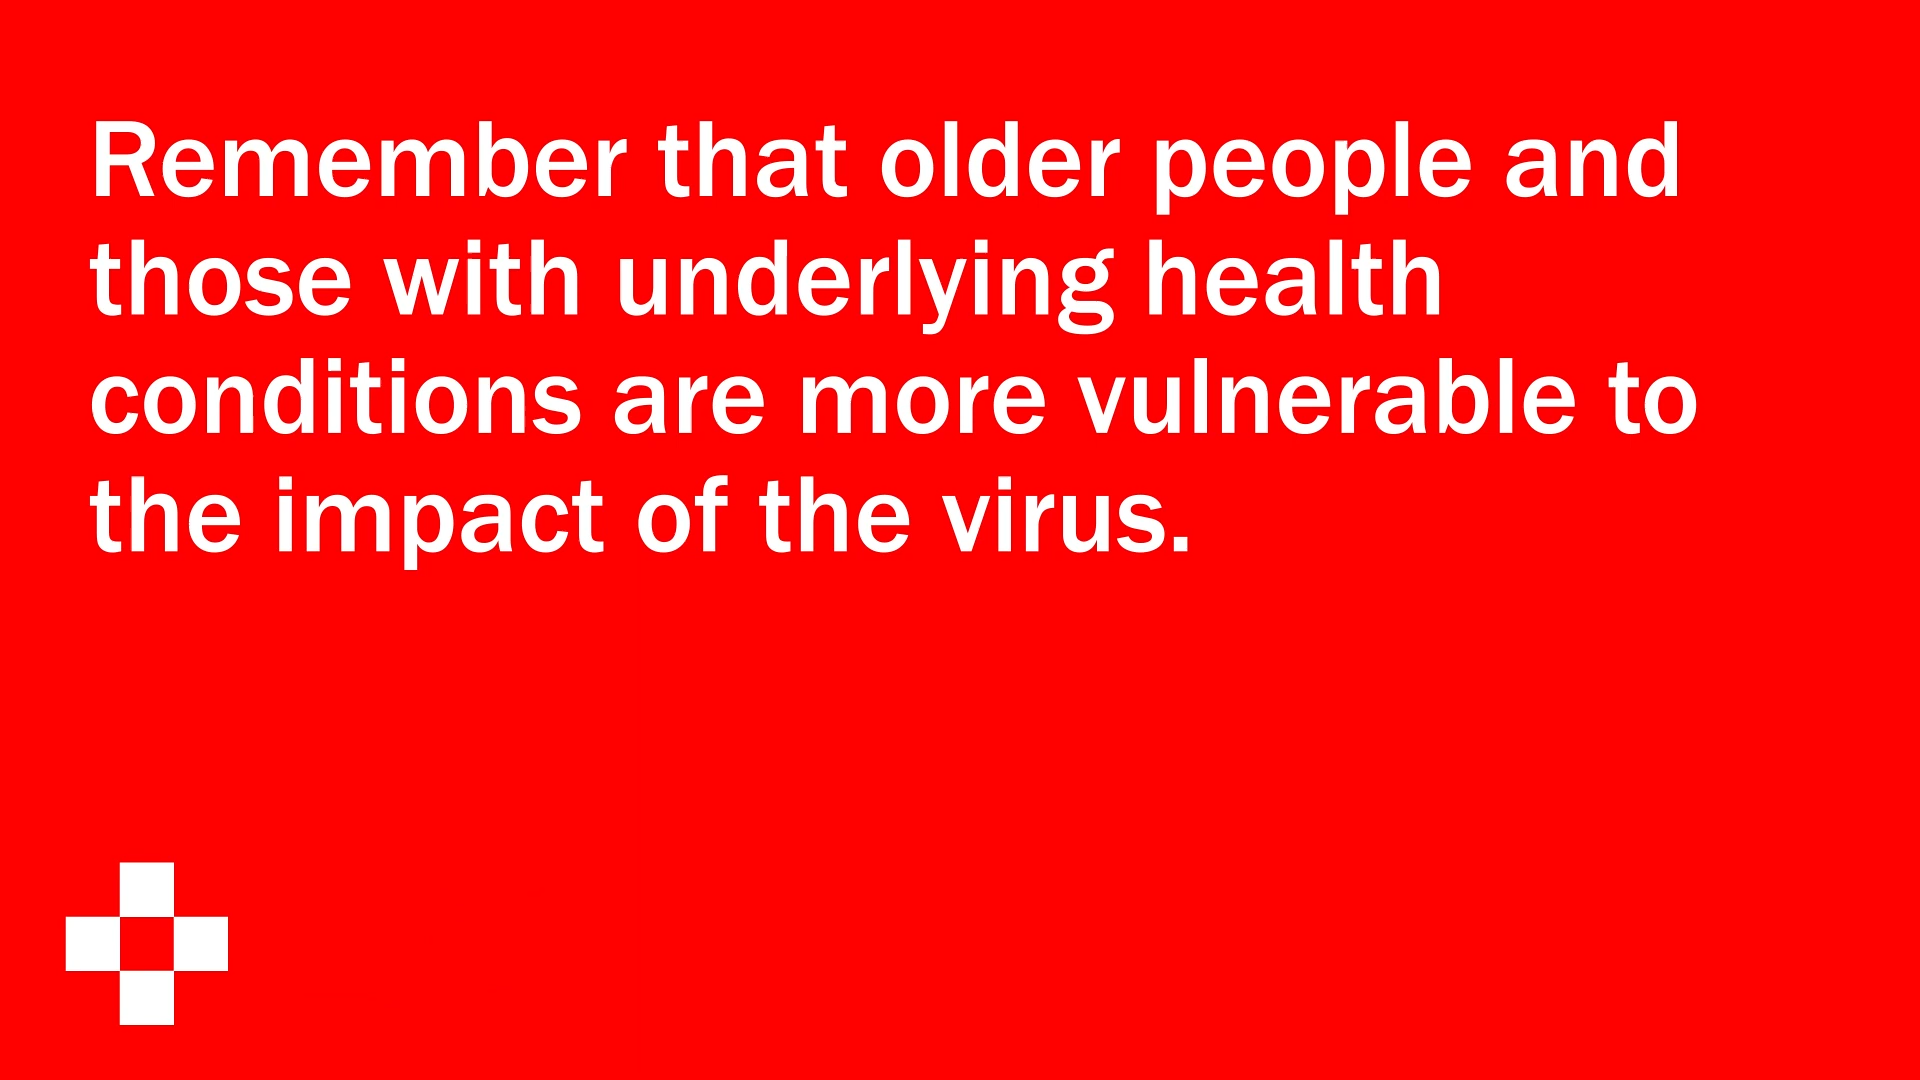 Remember that older people and
those with underlying health
conditions are more vulnerable to
the impact of the virus.